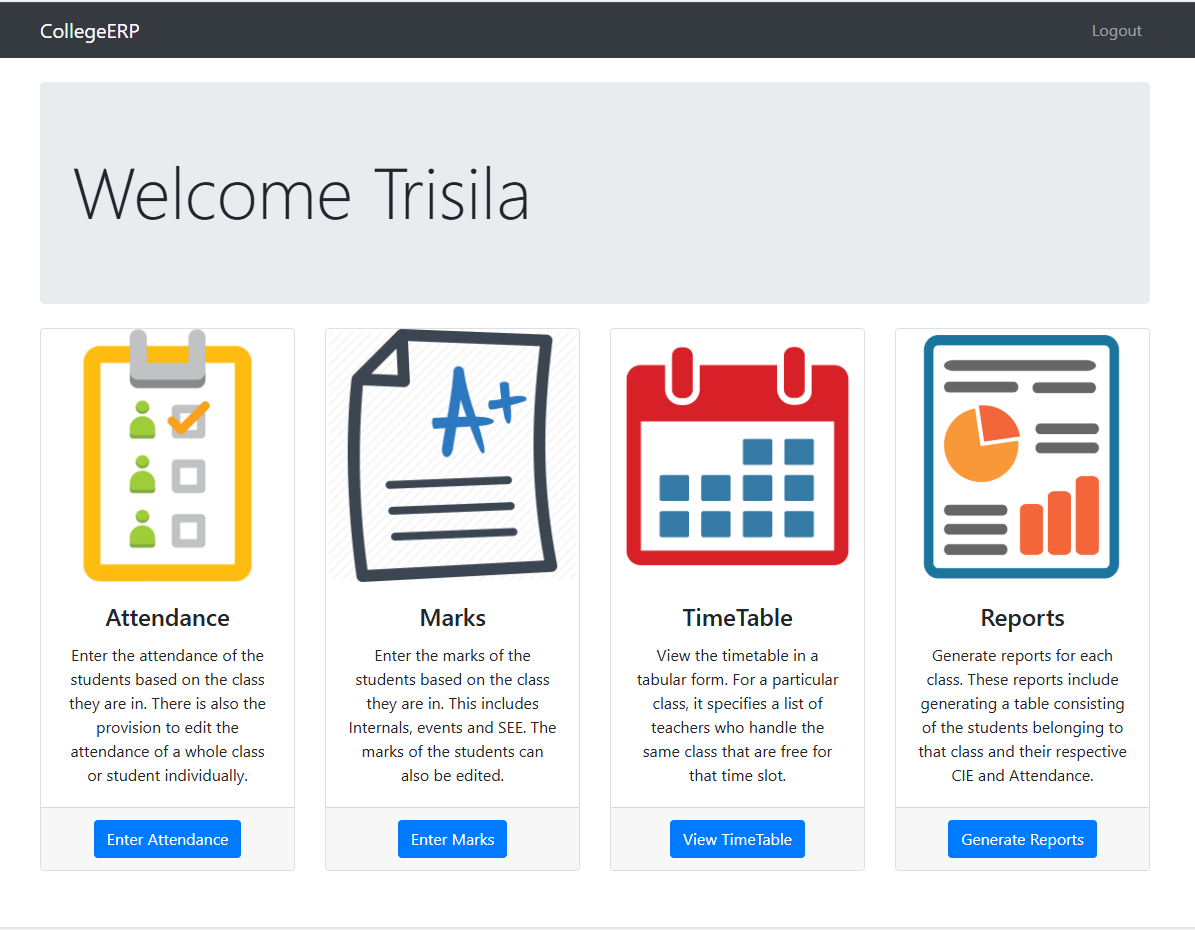 CollegeERP
Logout
Welcome Trisila
A+
Attendance
Enter the attendance of the
students based on the class
they are in. There is also the
provision to edit the
attendance of a whole class
or student individually.
Enter Attendance
Marks
Enter the marks of the
students based on the class
they are in. This includes
Internals, events and SEE. The
marks of the students can
also be edited.
Enter Marks
TimeTable
View the timetable in a
tabular form. For a particular
class, it specifies a list of
teachers who handle the
same class that are free for
that time slot.
View TimeTable
Reports
Generate reports for each
class. These reports include
generating a table consisting
of the students belonging to
that class and their respective
CIE and Attendance.
Generate Reports